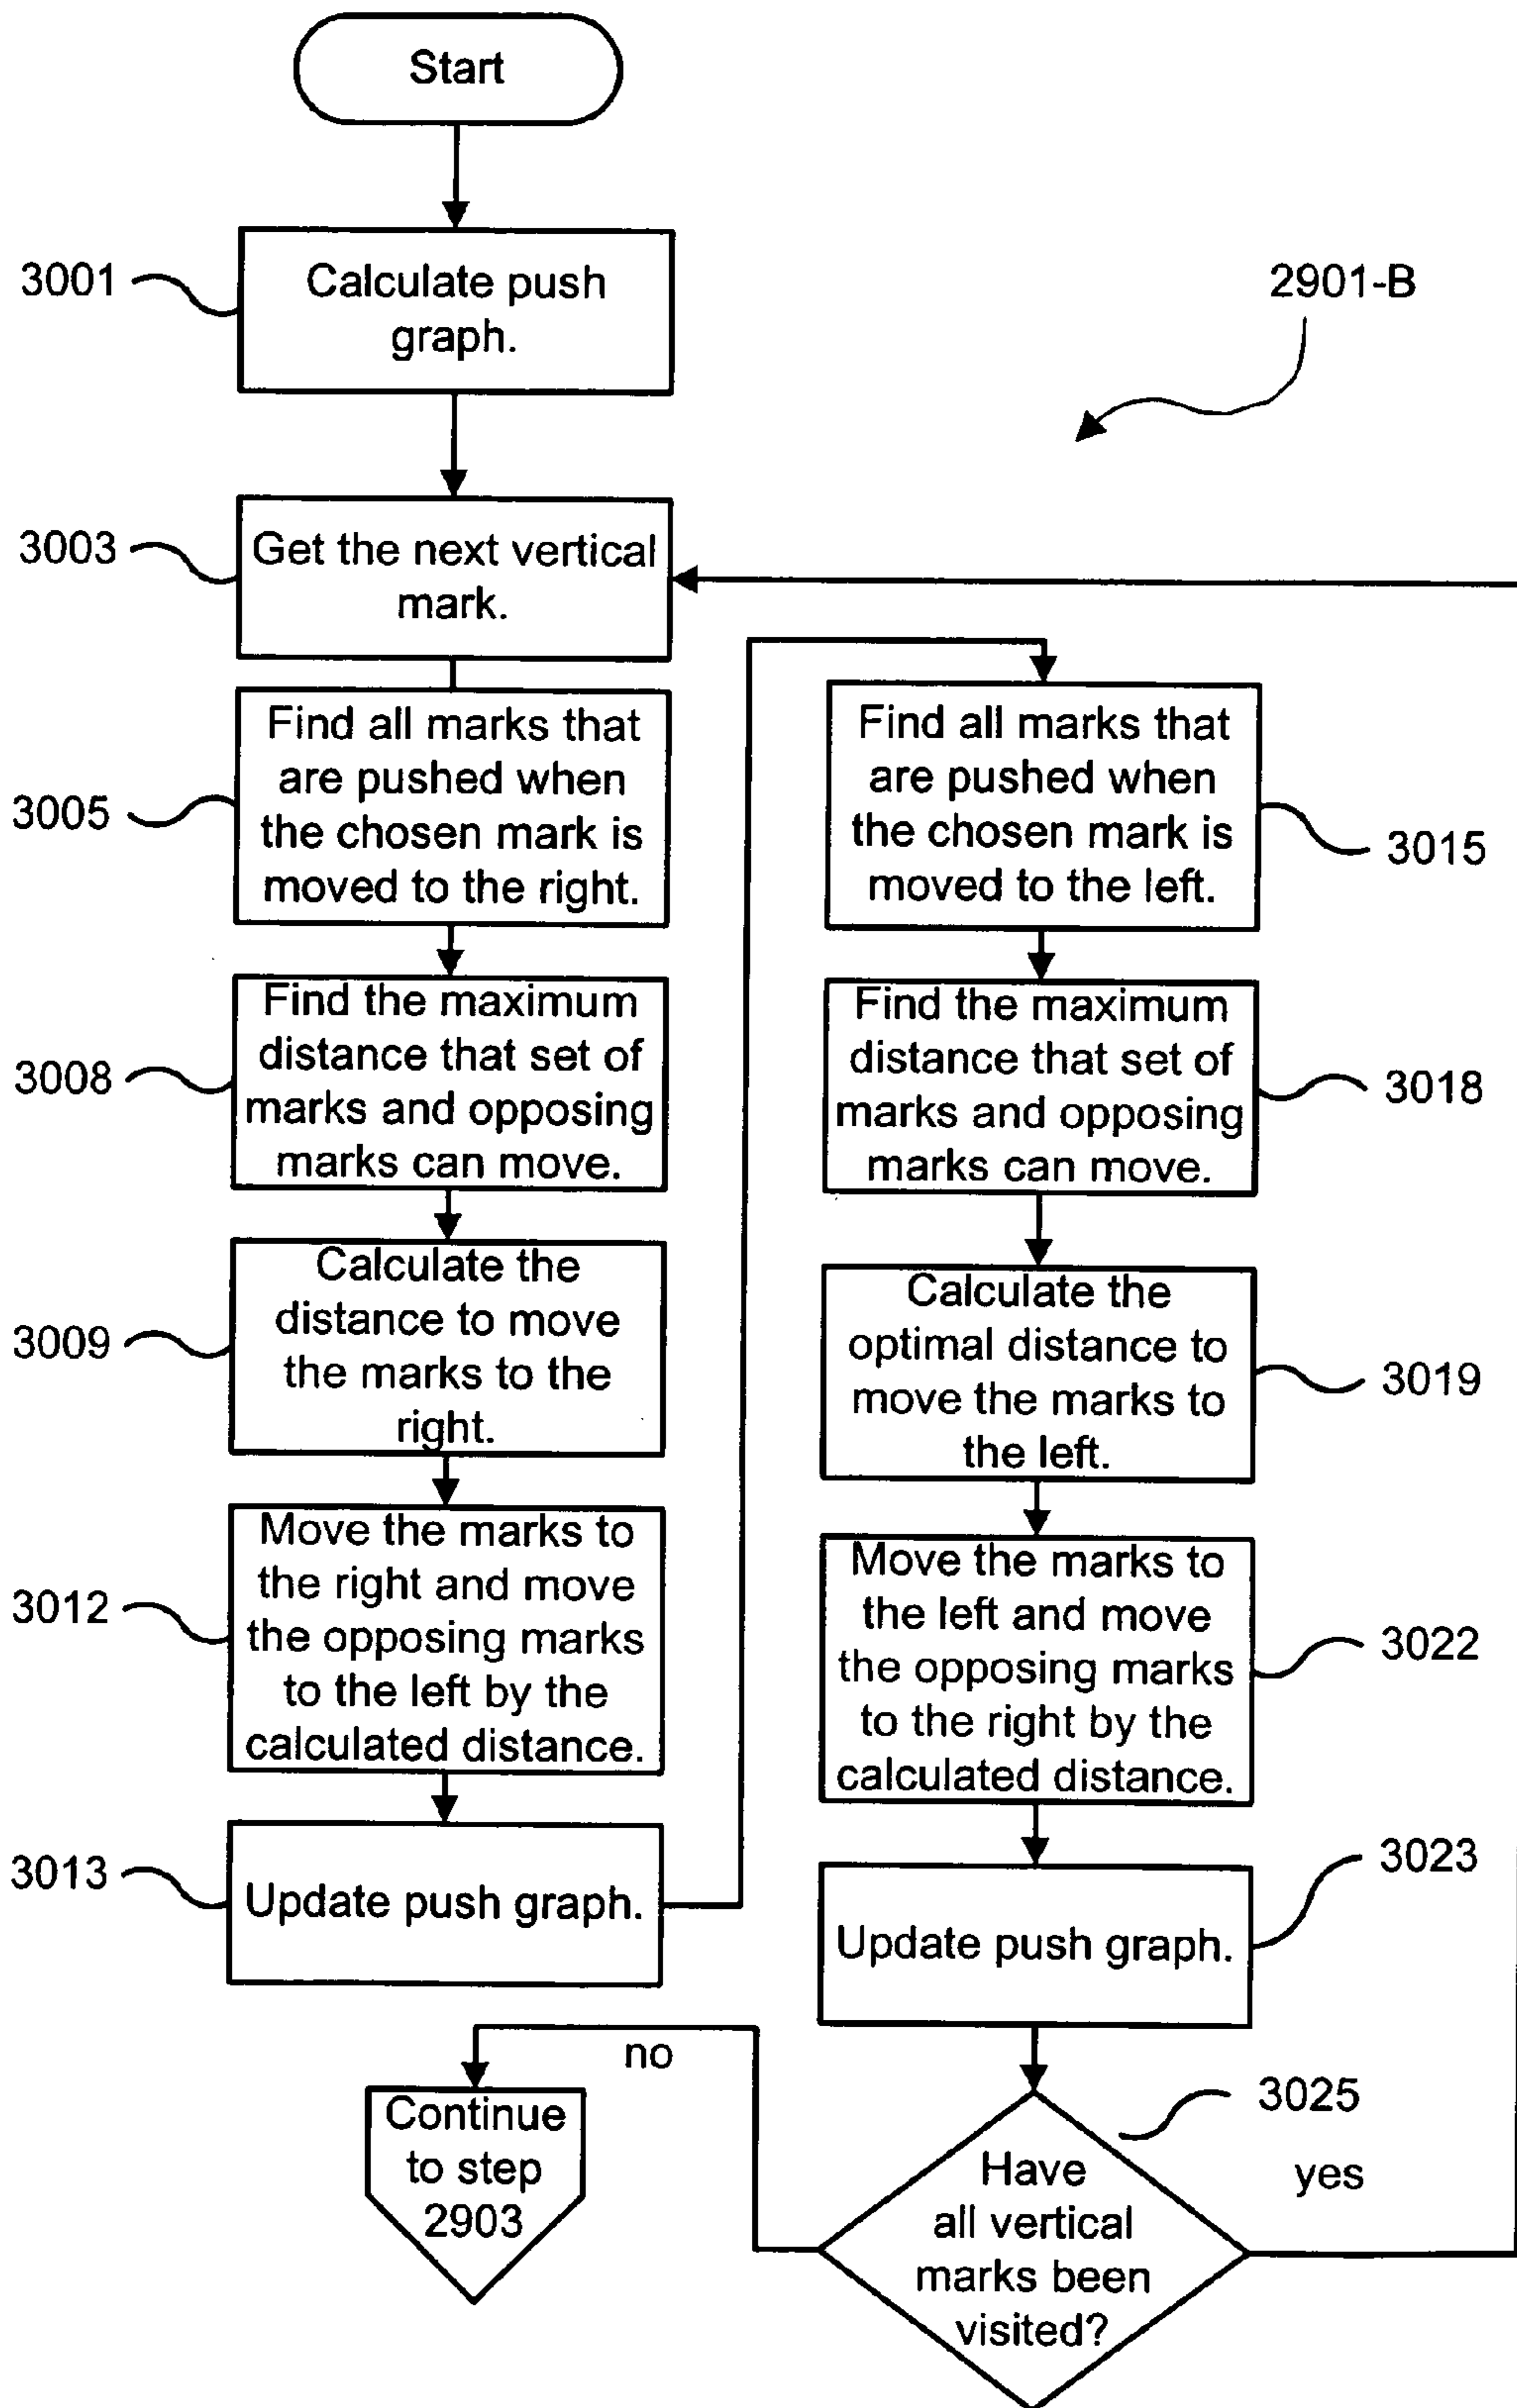 Start
3001
Calculate push
graph.
2901-B
3003
Get the next vertical
mark.
3005
Find all marks that
are pushed when
the chosen mark is
moved to the right.
3008
Find the maximum
distance that set of
marks and opposing
marks can move.
3009
Calculate the
distance to move
the marks to the
right.
3012
Move the marks to
the right and move
the opposing marks
to the left by the
calculated distance.
3013
Update push graph.
Find all marks that
are pushed when
the chosen mark is
moved to the left.
3015
Find the maximum
distance that set of
marks and opposing
marks can move.
3018
Calculate the
optimal distance to
move the marks to
the left.
3019
Move the marks to
the left and move
the opposing marks
to the right by the
calculated distance.
3022
Update push graph.
3023
Have
all vertical
marks been
visited?
3025
yes
no
Continue
to step
2903